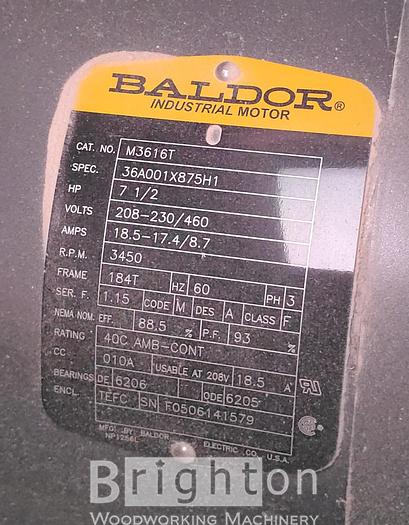 BALDOR®
INDUSTRIAL MOTOR
CAT. NO. M3616T
SPEC. 36A001X875H1
HP 7 1/2
VOLTS 208-230/460
AMPS 18.5-17.4/8.7
R.P.M. 3450
FRAME 184T HZ 60 PH 3
SER. F. 1.15 CODE M DES A CLASS F
NEMA NOM. EFF. 88.5 % P.F. 93 %
RATING 40C AMB-CONT
CC 010A USABLE AT 208V 18.5 A
BEARINGS DE 6206 ODE 6205
ENCL. TEFC SN F0506141579
MFG. BY BALDOR ELECTRIC CO. U.S.A.
NP1256L
Brighton
WOODWORKING MACHINERY